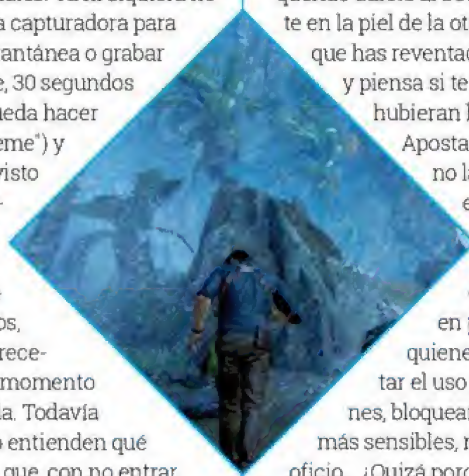 a capturadora para
antánea o grabar
e, 30 segundos
ueda hacer
eme") y
visto
os,
rece-
momento
a. Todavía
o entienden qué
que, con no entrar
te en la piel de la ot
que has reventad
y piensa si te
hubieran
Aposta
no l
en p
quiene
tar el uso
nes, bloquear
más sensibles, r
oficio. ¿Quizá por